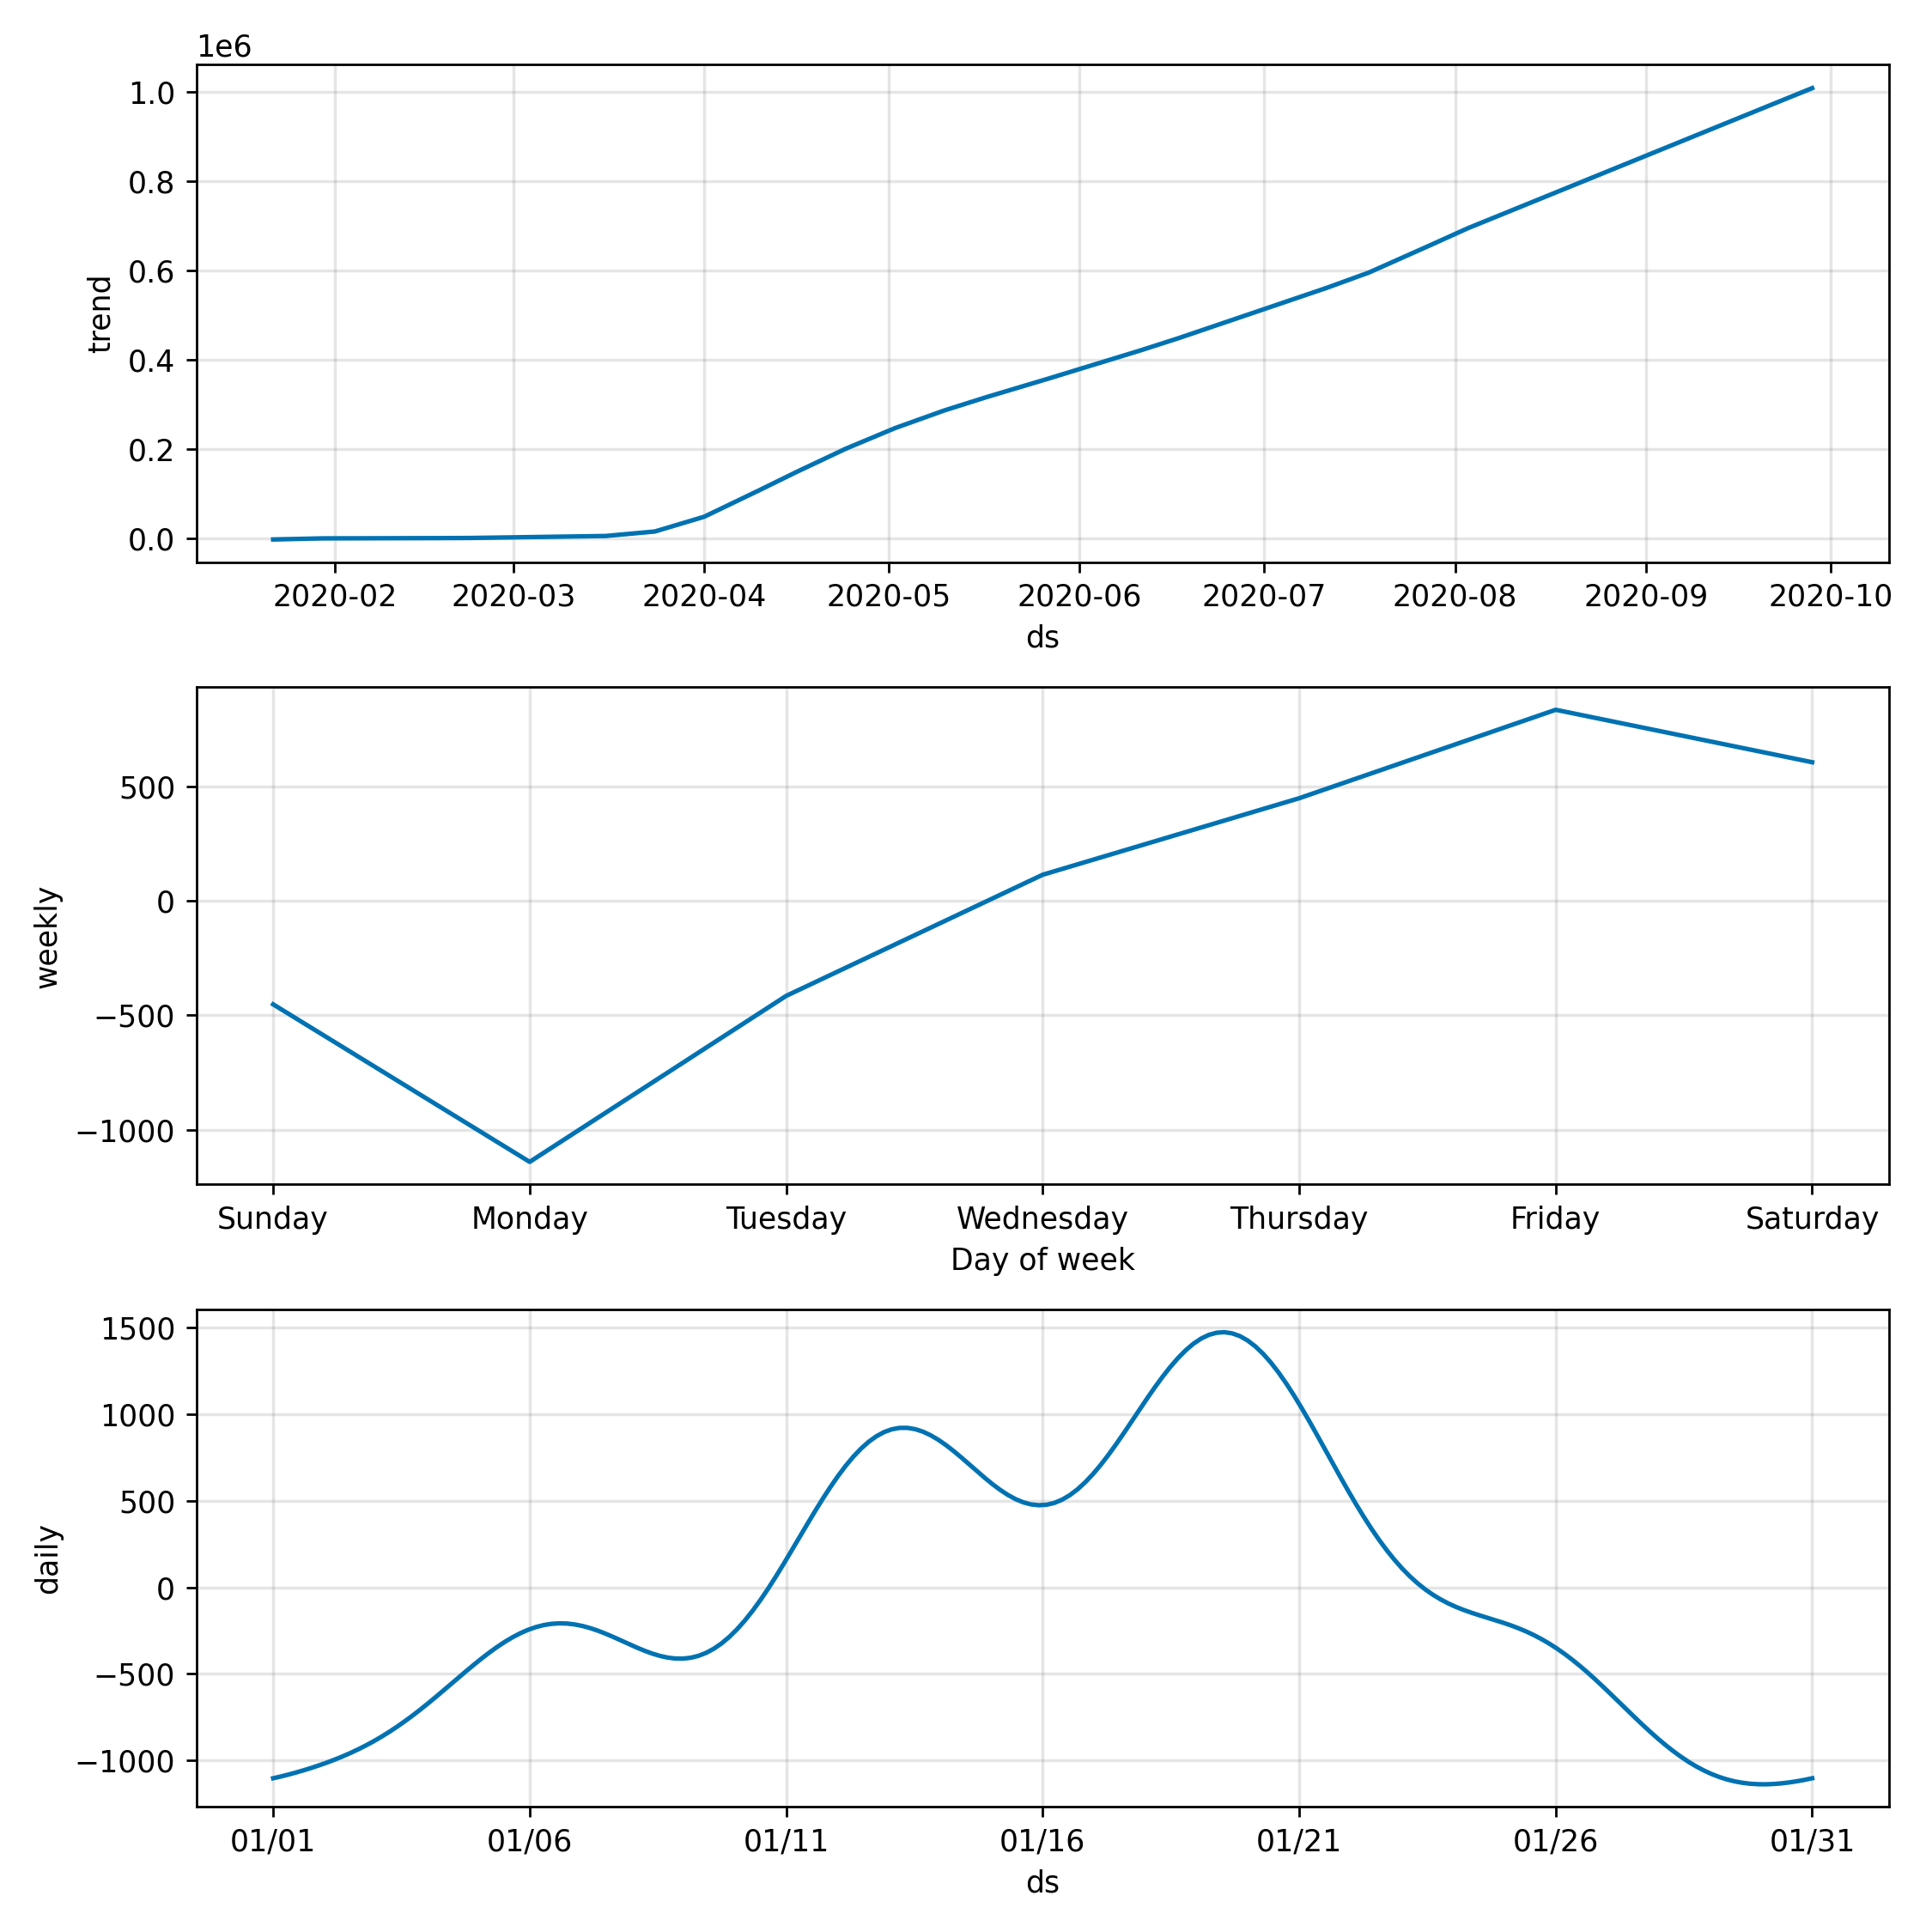 1e6
1.0
0.8
0.6
0.4
0.2
0.0
trend
2020-02 2020-03 2020-04 2020-05 2020-06 2020-07 2020-08 2020-09 2020-10
ds
500
0
−500
−1000
weekly
Sunday Monday Tuesday Wednesday Thursday Friday Saturday
Day of week
1500
1000
500
0
−500
−1000
daily
01/01 01/06 01/11 01/16 01/21 01/26 01/31
ds